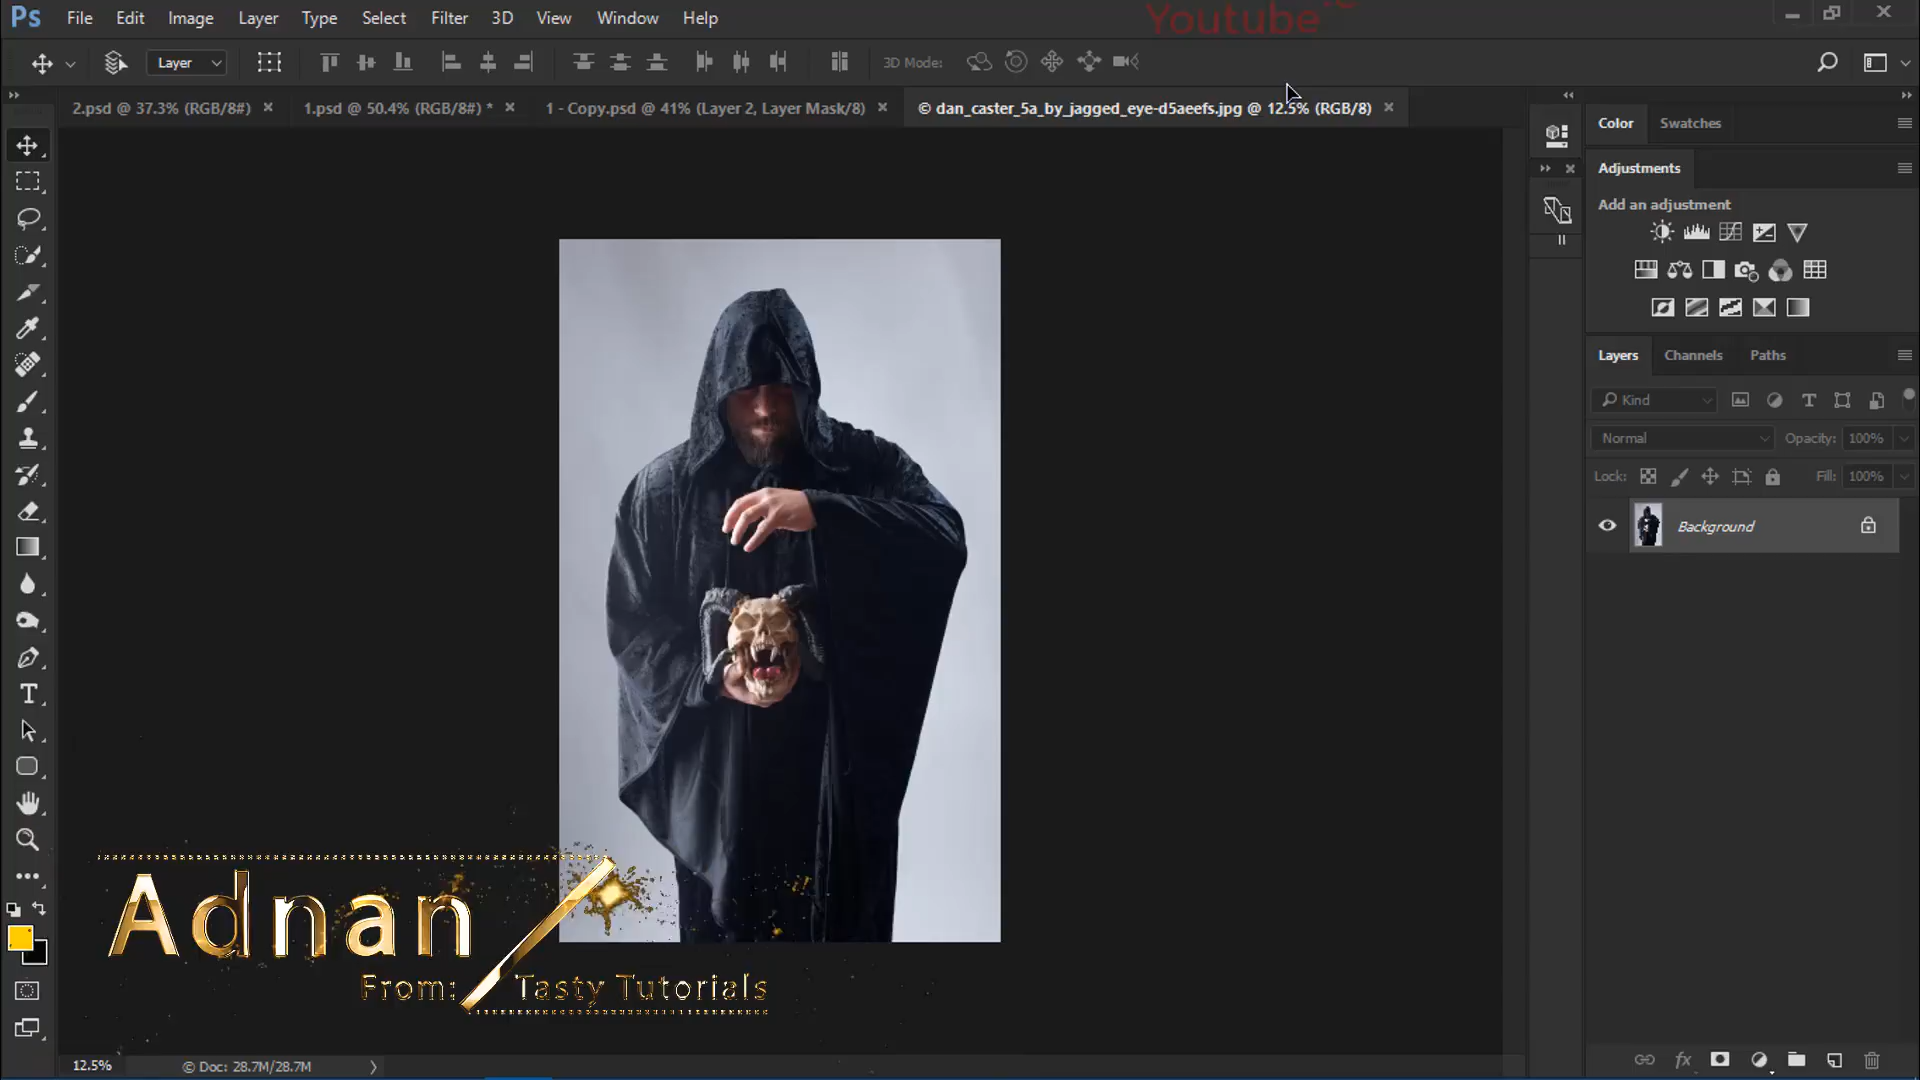 Ps File Edit Image Layer Type Select Filter 3D View Window Help
Youtube
Layer
3D Mode:
2.psd @ 37.3% (RGB/8#)
1.psd @ 50.4% (RGB/8#) *
1 - Copy.psd @ 41% (Layer 2, Layer Mask/8)
© dan_caster_5a_by_jagged_eye-d5aeefs.jpg @ 12.5% (RGB/8)
Color Swatches
Adjustments
Add an adjustment
Layers Channels Paths
Kind
Normal Opacity: 100%
Lock: Fill: 100%
Background
Adnan
From: Tasty Tutorials
12.5% © Doc: 28.7M/28.7M